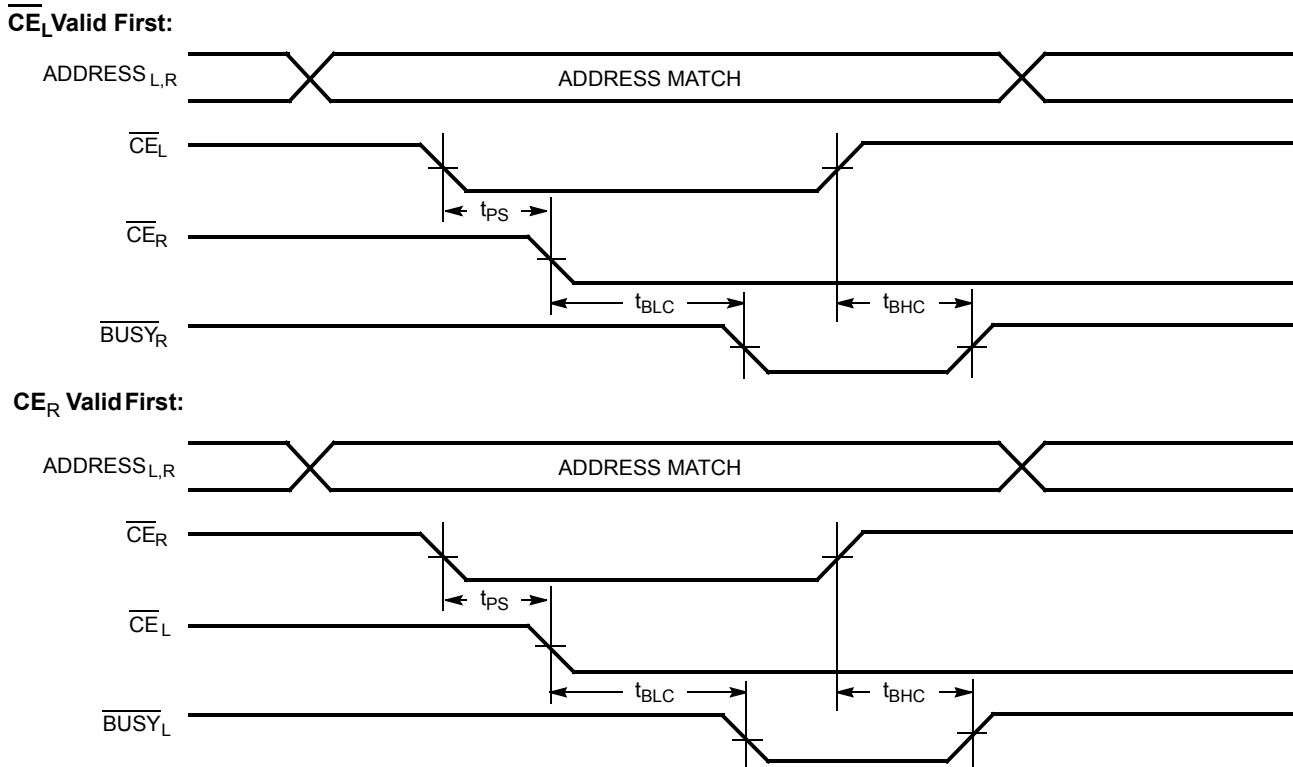 CE_L Valid First:
ADDRESS_L,R
ADDRESS MATCH
CE_L
t_PS
CE_R
t_BLC
t_BHC
BUSY_R
CE_R Valid First:
ADDRESS_L,R
ADDRESS MATCH
CE_R
t_PS
CE_L
t_BLC
t_BHC
BUSY_L